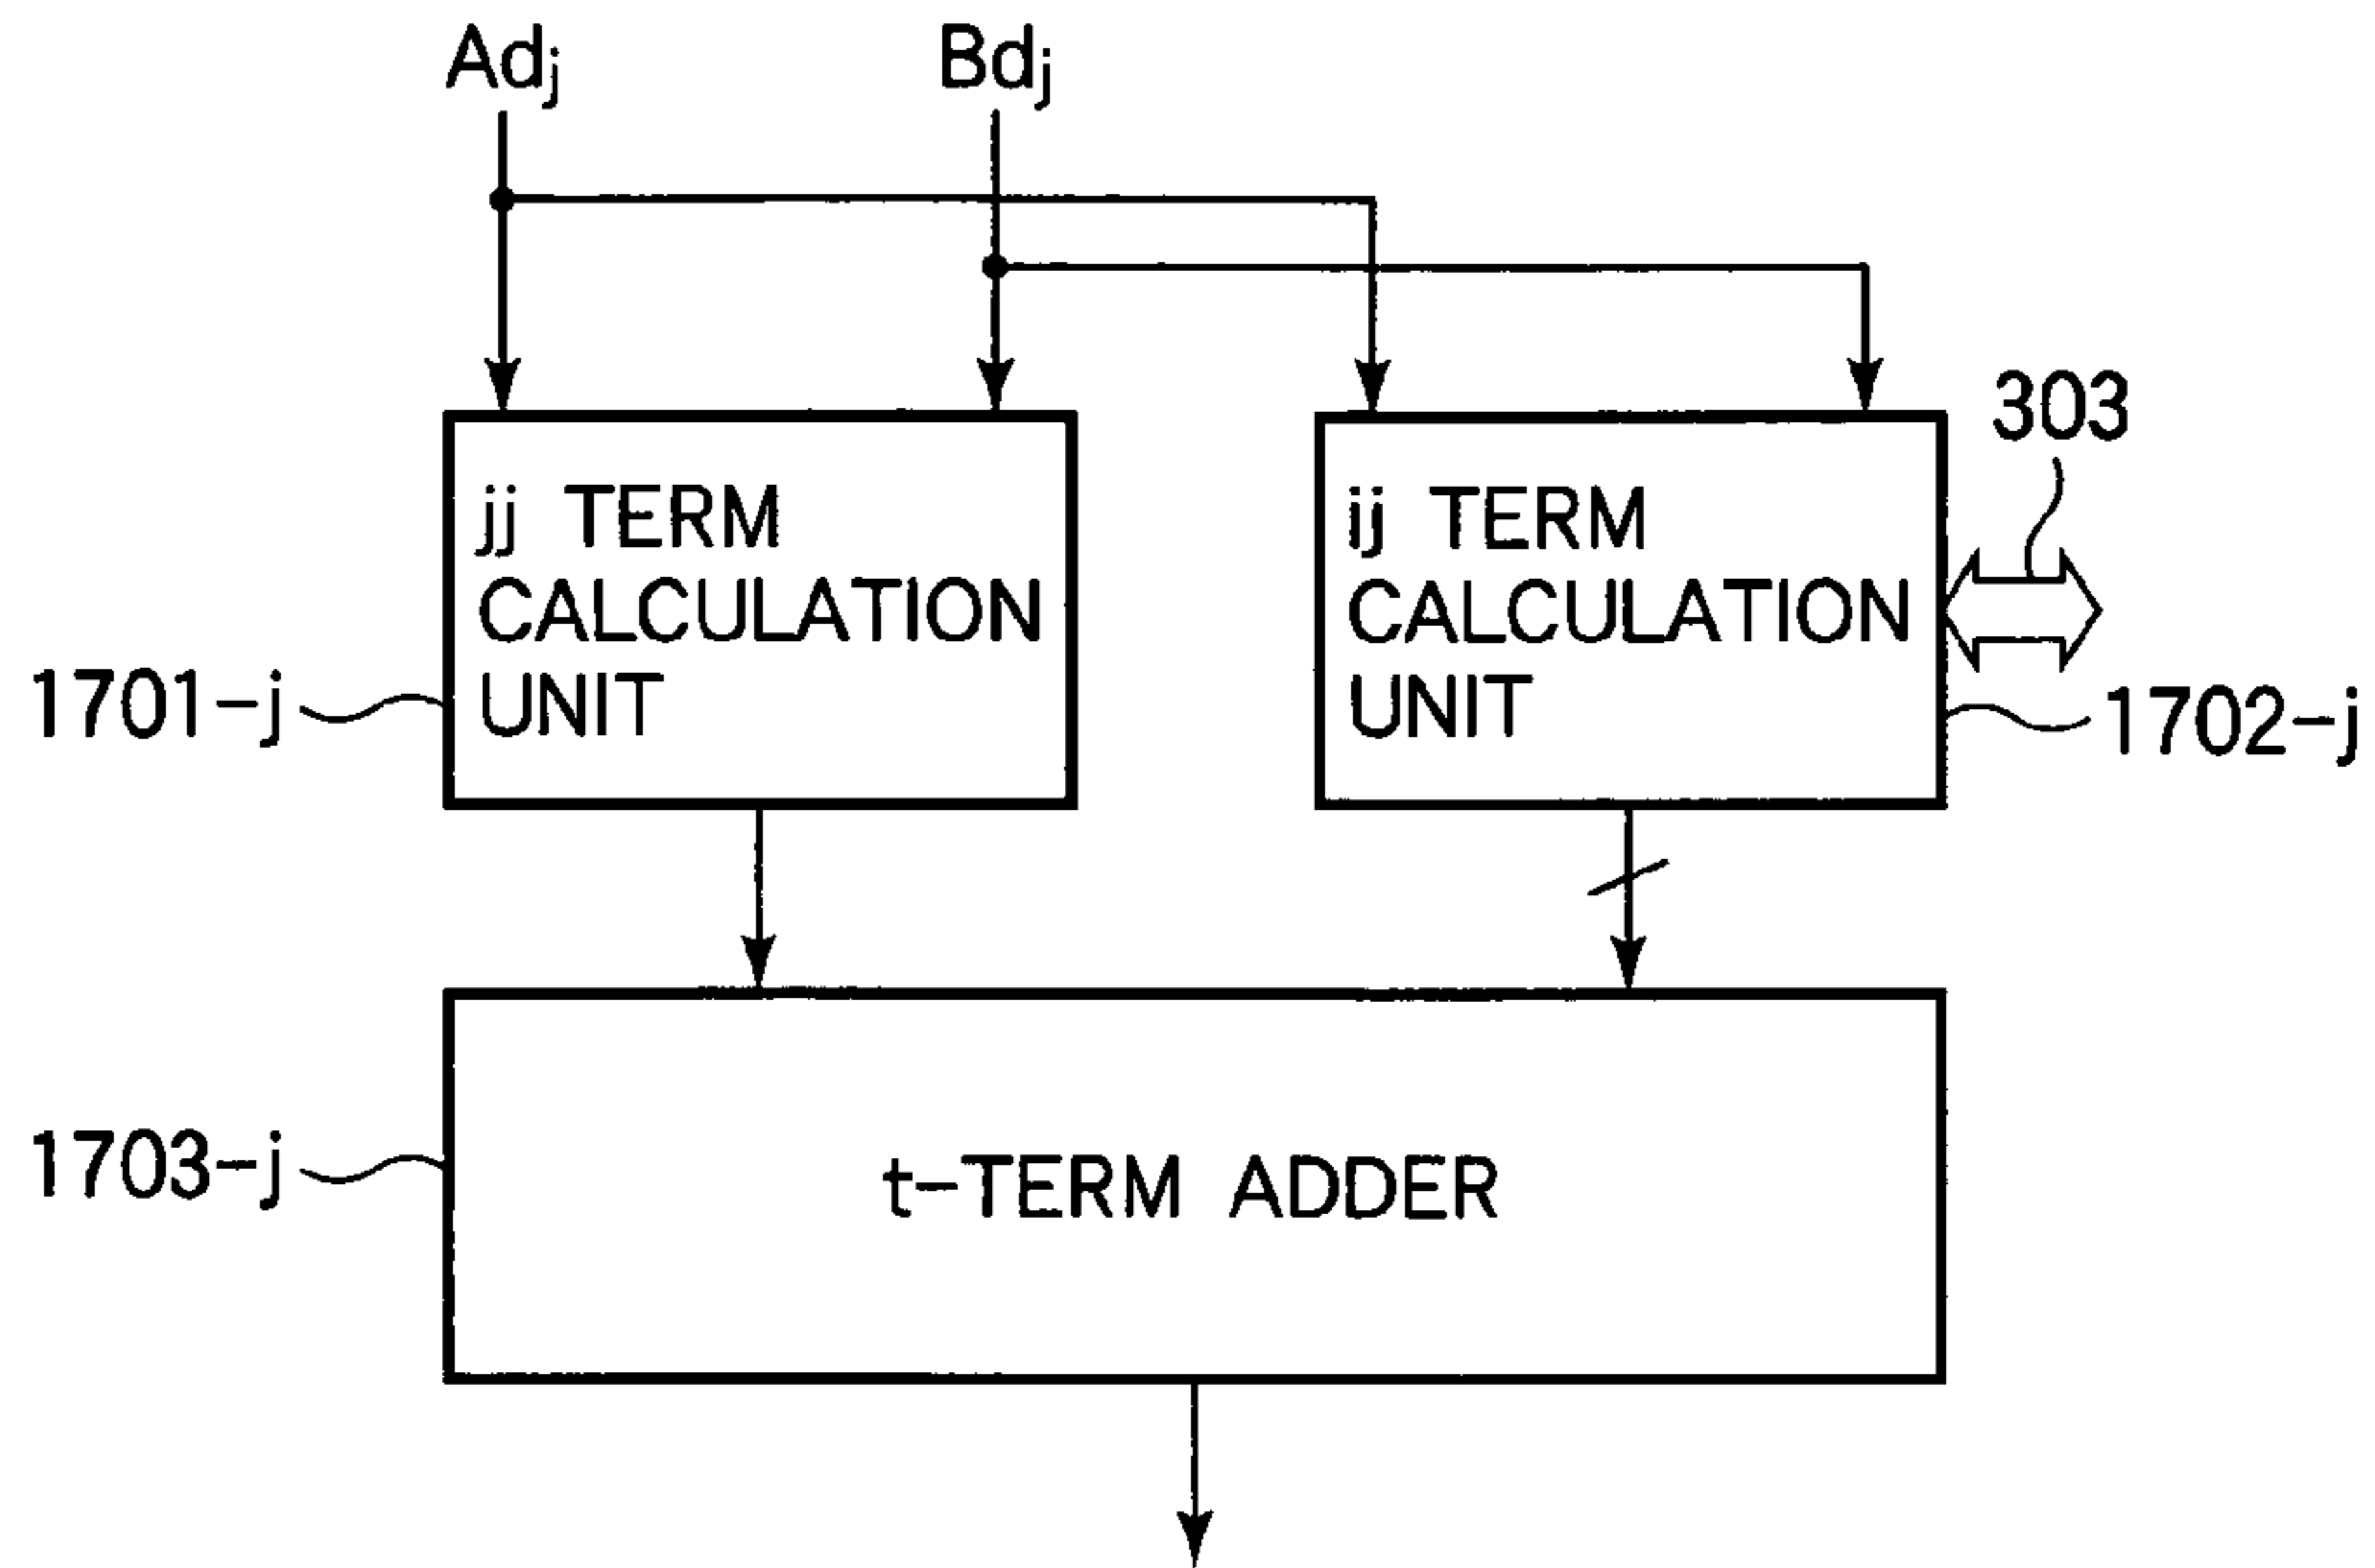 Adj Bdj
303
jj TERM
CALCULATION
UNIT
ij TERM
CALCULATION
UNIT
1701-j
1702-j
1703-j
t-TERM ADDER